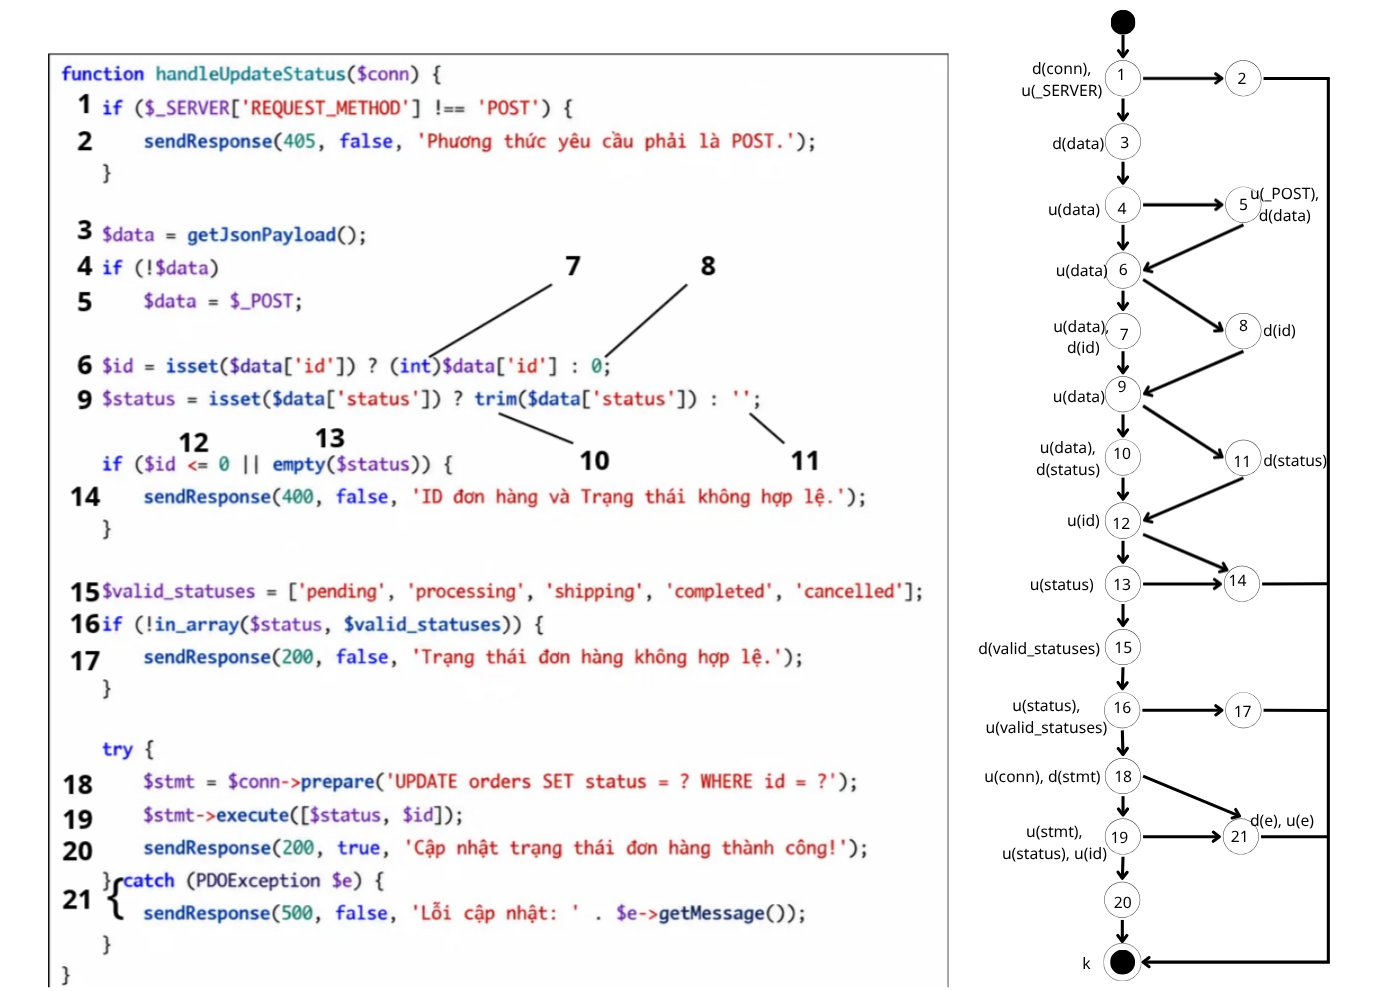 function handleUpdateStatus($conn) {
1 if ($_SERVER['REQUEST_METHOD'] !== 'POST') {
2 sendResponse(405, false, 'Phương thức yêu cầu phải là POST.');
}
3 $data = getJsonPayload();
4 if (!$data)
5 $data = $_POST;
7 8
6 $id = isset($data['id']) ? (int)$data['id'] : 0;
9 $status = isset($data['status']) ? trim($data['status']) : '';
12 13
10 11
if ($id <= 0 || empty($status)) {
14 sendResponse(400, false, 'ID đơn hàng và Trạng thái không hợp lệ.');
}
15 $valid_statuses = ['pending', 'processing', 'shipping', 'completed', 'cancelled'];
16 if (!in_array($status, $valid_statuses)) {
17 sendResponse(200, false, 'Trạng thái đơn hàng không hợp lệ.');
}
try {
18 $stmt = $conn->prepare('UPDATE orders SET status = ? WHERE id = ?');
19 $stmt->execute([$status, $id]);
20 sendResponse(200, true, 'Cập nhật trạng thái đơn hàng thành công!');
} catch (PDOException $e) {
21 {
sendResponse(500, false, 'Lỗi cập nhật: ' . $e->getMessage());
}
}
d(conn),
u(_SERVER)
1 2
d(data) 3
u(data) 4 5 u(_POST),
d(data)
u(data) 6
u(data),
d(id)
7 8 d(id)
u(data) 9
u(data),
d(status)
10 11 d(status)
u(id) 12
u(status) 13 14
d(valid_statuses) 15
u(status),
u(valid_statuses)
16 17
u(conn), d(stmt) 18
u(stmt),
u(status), u(id)
19 21 d(e), u(e)
20
k